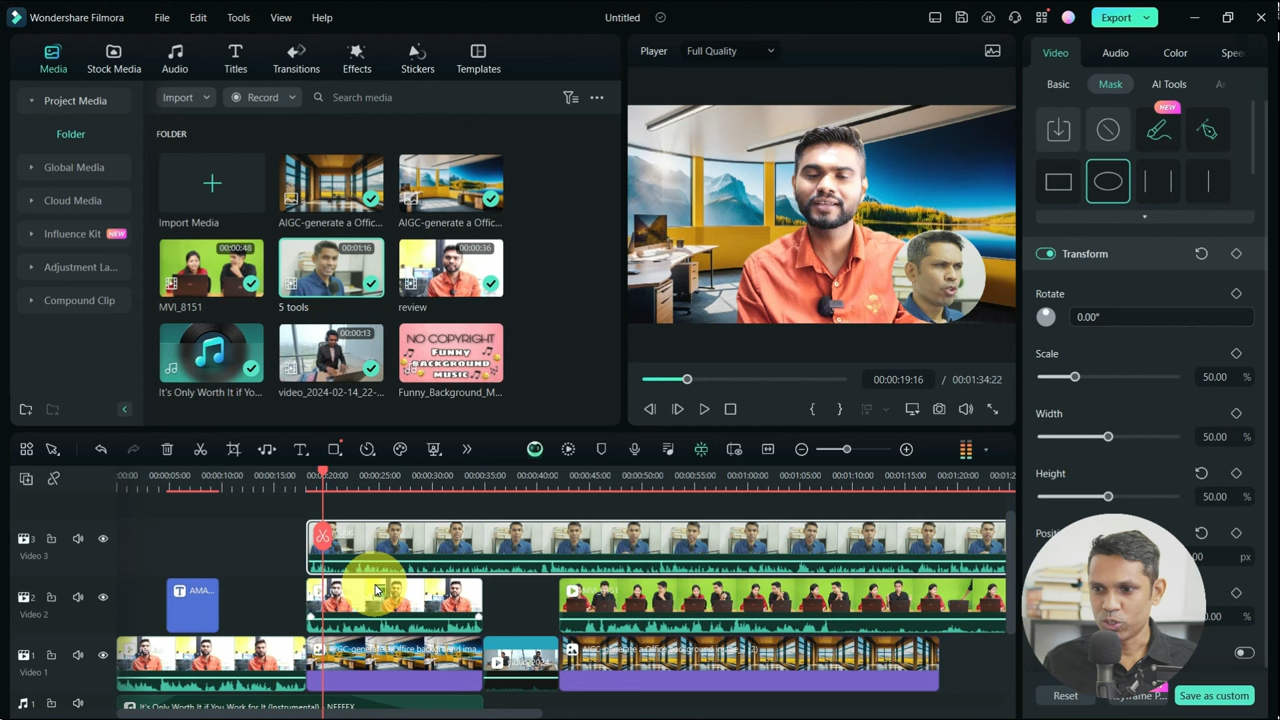 Wondershare Filmora
File
Edit
Tools
View
Help
Untitled
Export
Media
Stock Media
Audio
Titles
Transitions
Effects
Stickers
Templates
Player
Full Quality
Video
Audio
Color
Project Media
Import
Record
Search media
Basic
Mask
AI Tools
Folder
FOLDER
NEW
Global Media
Cloud Media
Influence Kit
NEW
Adjustment La...
Compound Clip
Import Media
AIGC-generate a Offic...
AIGC-generate a Offic...
00:00:48
00:01:16
00:00:36
MVI_8151
5 tools
review
00:00:13
NO COPYRIGHT
Funny
BACKGROUND
MUSIC
It's Only Worth It if Yo...
video_2024-02-14_22-...
Funny_Background_M...
Transform
Rotate
0.00°
Scale
50.00 %
Width
50.00 %
Height
50.00 %
px
00:00:19:16 / 00:01:34:22
00:00:05:00
00:00:10:00
00:00:15:00
00:00:20:00
00:00:25:00
00:00:30:00
00:00:35:00
00:00:40:00
00:00:45:00
00:00:50:00
00:00:55:00
00:01:00:00
00:01:05:00
00:01:10:00
00:01:15:00
Video 3
Video 2
AMA...
Video 1
It's Only Worth It if You Work for It (Instrumental) - NEFFEX
Reset
Save as custom